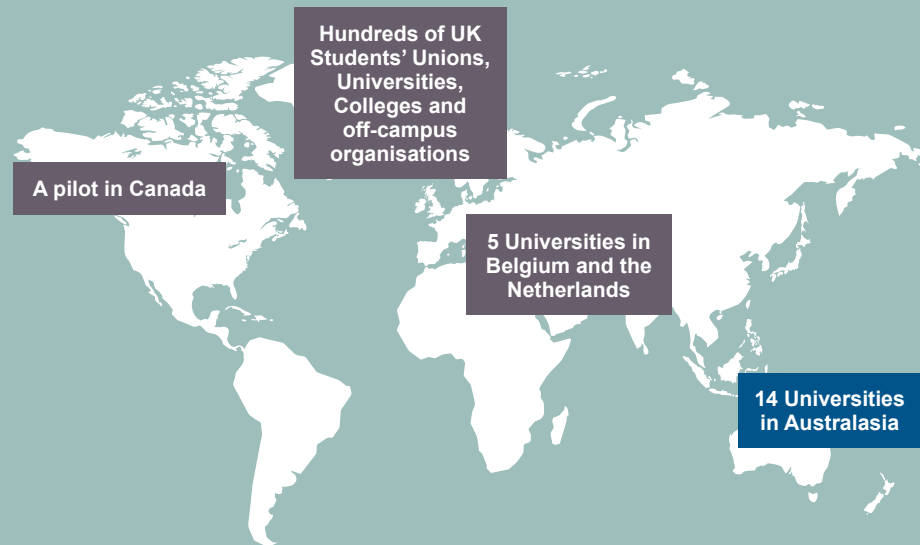 Hundreds of UK
Students’ Unions,
Universities,
Colleges and
off-campus
organisations
A pilot in Canada
5 Universities in
Belgium and the
Netherlands
14 Universities
in Australasia